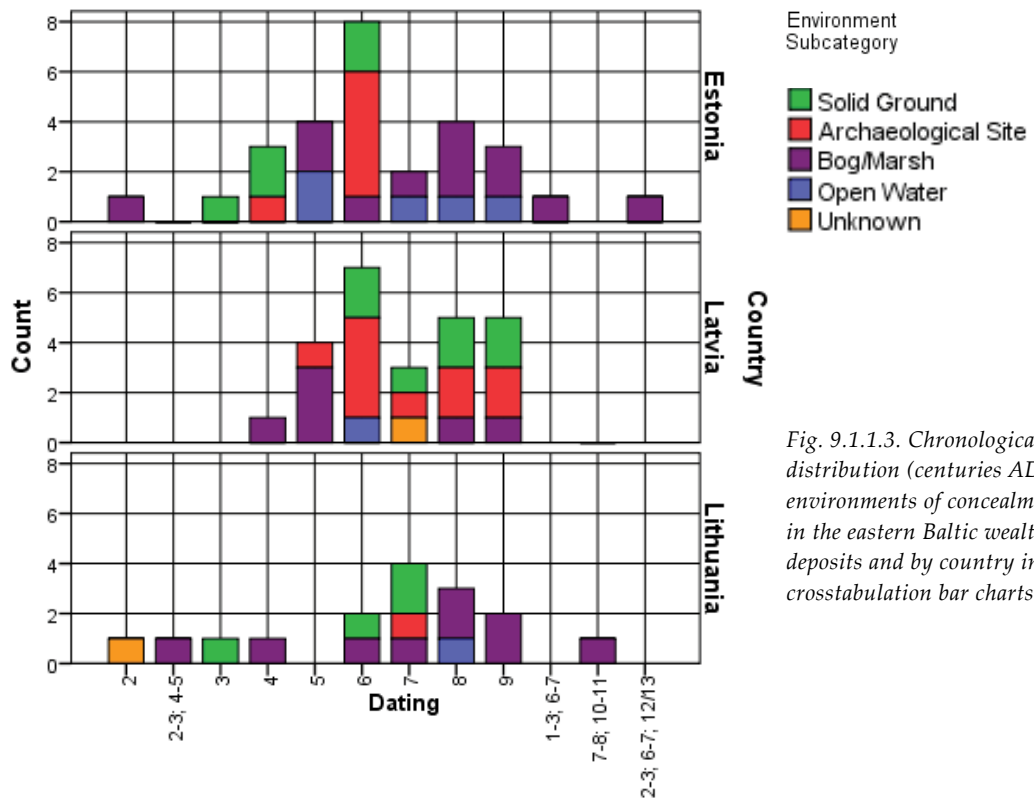 Environment
Subcategory
Solid Ground
Archaeological Site
Bog/Marsh
Open Water
Unknown
8
6
4
2
0
Estonia
8
6
4
2
0
Latvia
8
6
4
2
0
Lithuania
Count
Country
2
2-3; 4-5
3
4
5
6
7
8
9
1-3; 6-7
7-8; 10-11
2-3; 6-7; 12/13
Dating
Fig. 9.1.1.3. Chronologica
distribution (centuries AD
environments of concealm
in the eastern Baltic wealt
deposits and by country in
crosstabulation bar charts